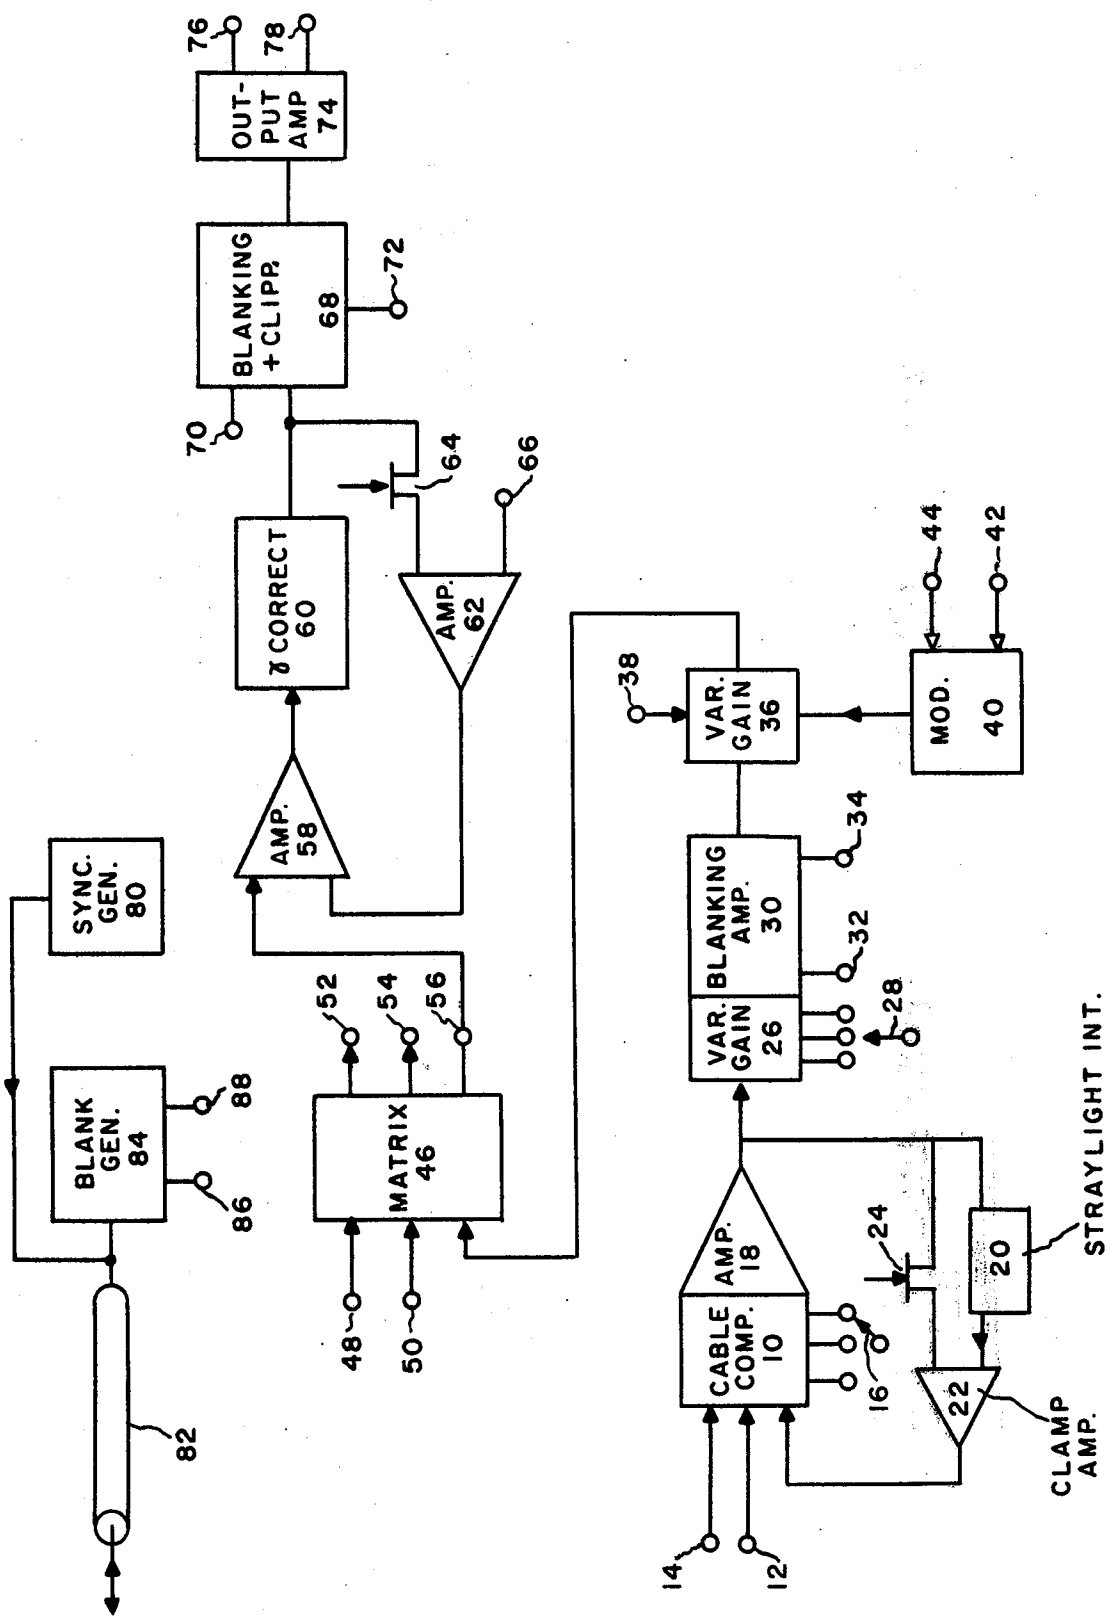 SYNC.
GEN.
80
BLANK
GEN.
84
86
88
82
OUT-
PUT
AMP
74
76
78
BLANKING
+ CLIPP.
68
70
72
γ CORRECT
60
64
66
AMP.
62
AMP.
58
MATRIX
46
48
50
52
54
56
CABLE
COMP.
10
14
12
16
AMP.
18
VAR.
GAIN
26
28
BLANKING
AMP.
30
32
34
VAR.
GAIN
36
38
MOD.
40
44
42
24
20
STRAYLIGHT INT.
22
CLAMP
AMP.